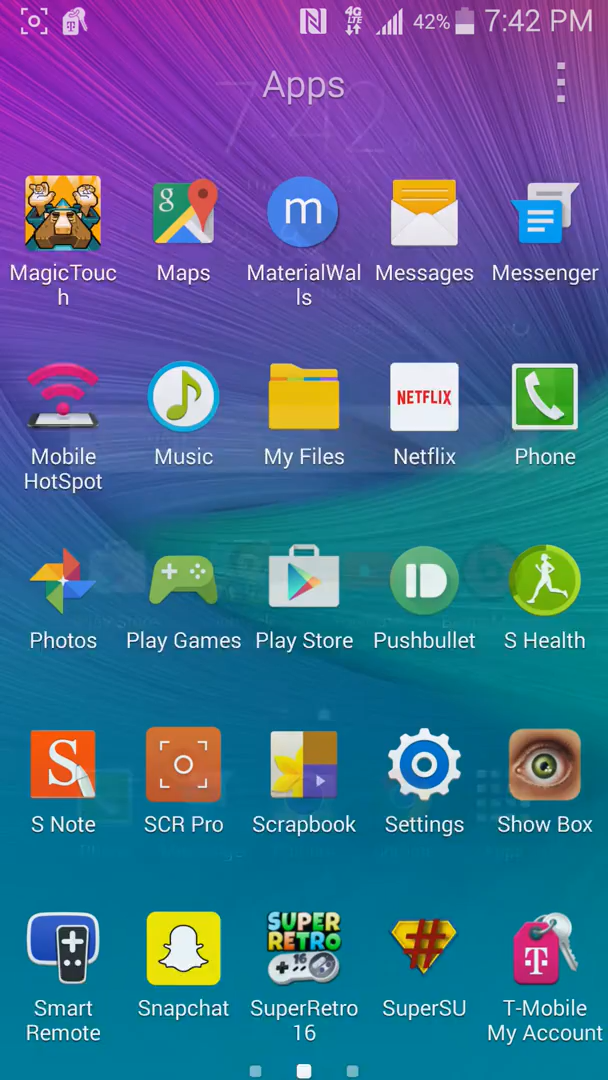 4G
LTE
42%
7:42 PM
Apps
7:42
MagicTouc
h
Maps
MaterialWal
ls
Messages
Messenger
Mobile
HotSpot
Music
My Files
NETFLIX
Netflix
Phone
Photos
Play Games
Play Store
Pushbullet
S Health
S Note
SCR Pro
Scrapbook
Settings
Show Box
SUPER
RETRO
16
Smart
Remote
Snapchat
SuperRetro
16
SuperSU
T-Mobile
My Account